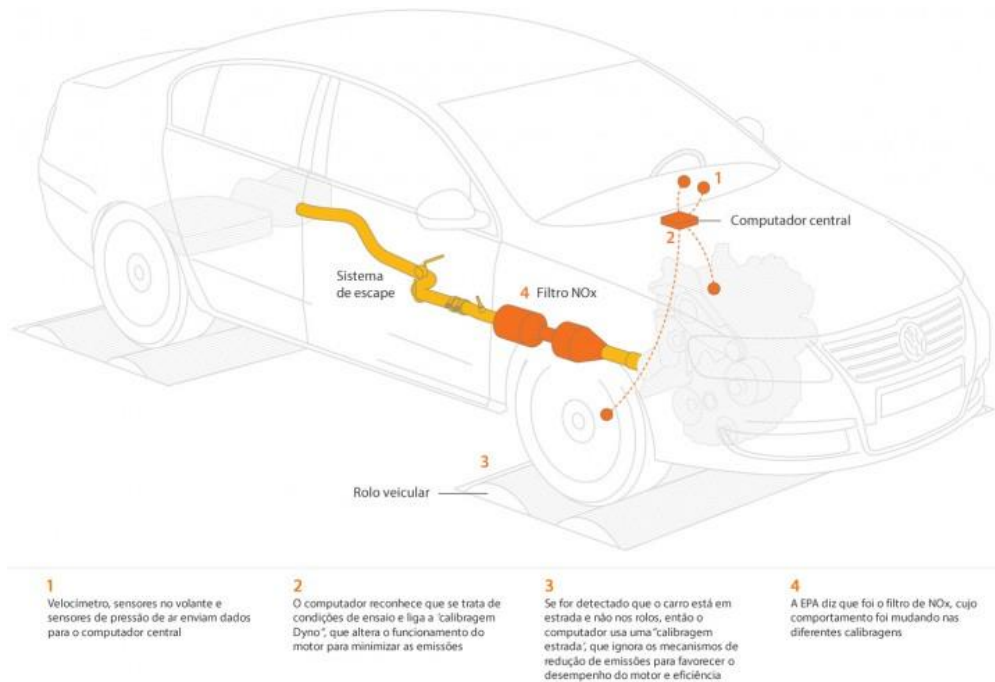 1
Computador central
2
Sistema
de escape
4 Filtro NOx
3
Rolo veicular
1
Velocímetro, sensores no volante e
sensores de pressão de ar enviam dados
para o computador central
2
O computador reconhece que se trata de
condições de ensaio e liga a 'calibragem
Dyno", que altera o funcionamento do
motor para minimizar as emissões
3
Se for detectado que o carro está em
estrada e não nos rolos, então o
computador usa uma "calibragem
estrada', que ignora os mecanismos de
redução de emissões para favorecer o
desempenho do motor e eficiência
4
A EPA diz que foi o filtro de NOx, cujo
comportamento foi mudando nas
diferentes calibragens